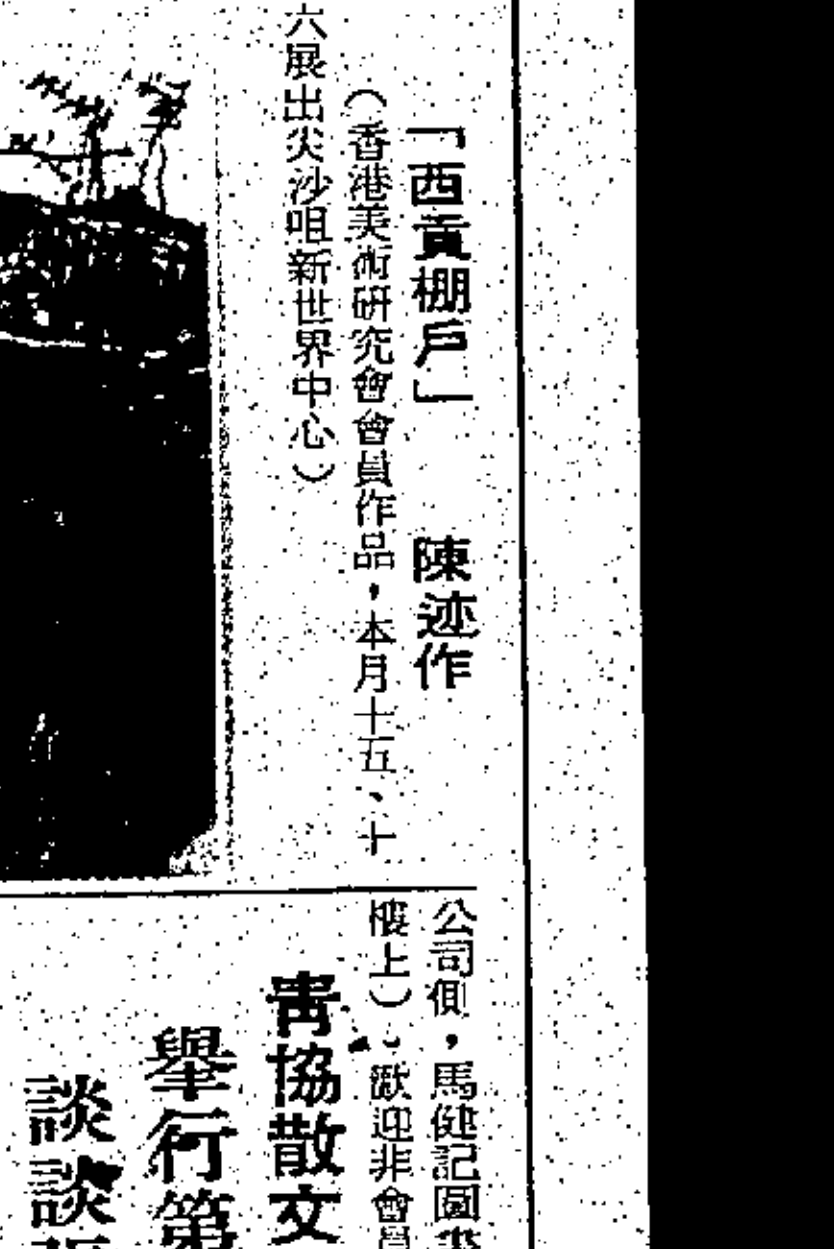 「西貢棚戶」　陳迹作
（香港美術研究會會員作品，本月十五、十
六展出尖沙咀新世界中心）
公司側，馬健記圖書
樓上）。歡迎非會員
靑協散文
舉行第
談談